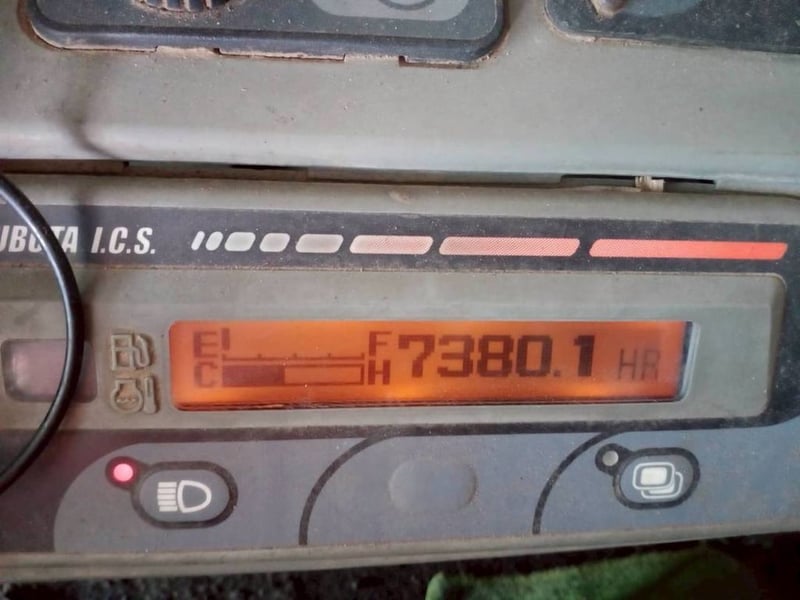 UBOTA I.C.S.
E F 7380.1 HR
C H